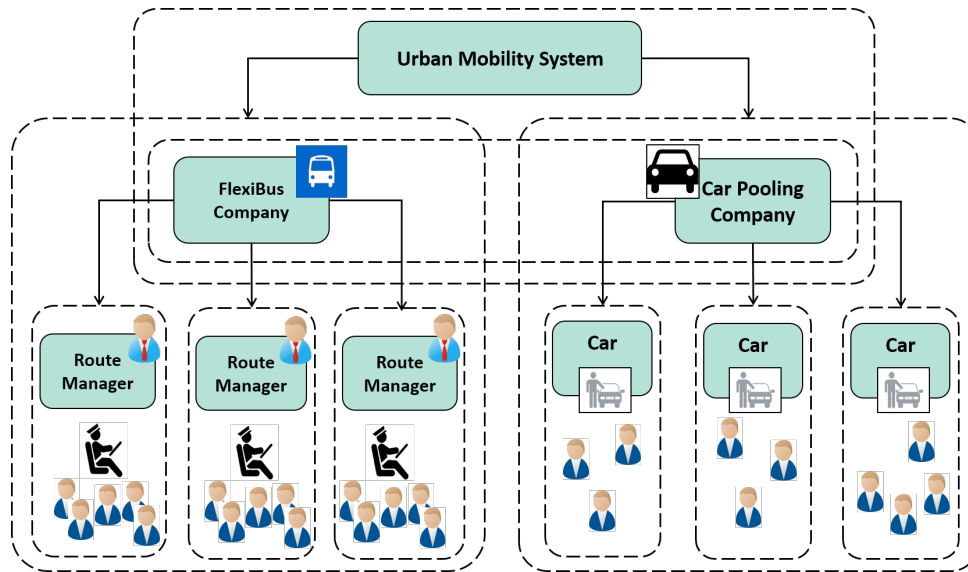 Urban Mobility System
FlexiBus
Company
Car Pooling
Company
Route
Manager
Route
Manager
Route
Manager
Car
Car
Car